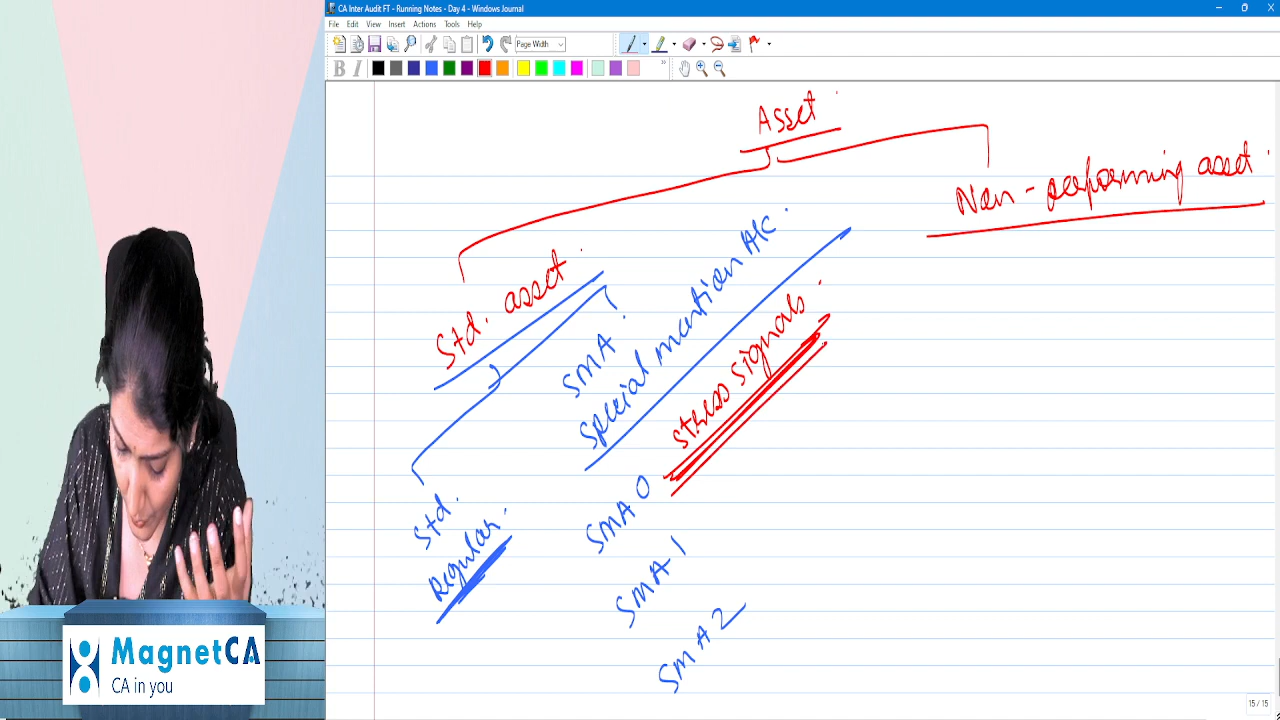 CA Inter Audit FT - Running Notes - Day 4 - Windows Journal
File Edit View Insert Actions Tools Help
Page Width
B I
Asset
Non-performing asset
Std. asset
SMA
special mention A/c
stress signals
Std.
Regular
SMA 0
SMA 1
SMA 2
MagnetCA
CA in you
15 / 15